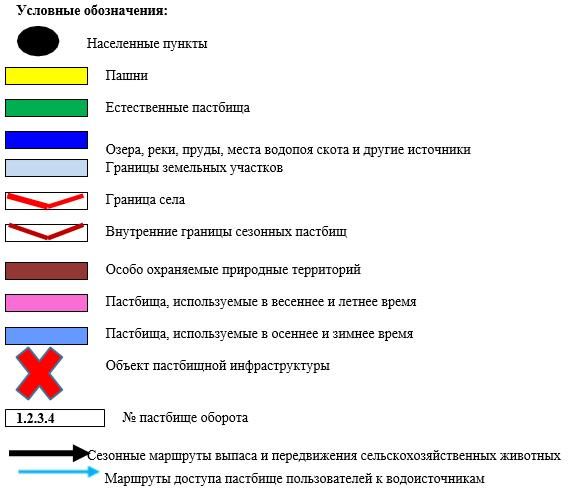 Условные обозначения:
Населенные пункты
Пашни
Естественные пастбища
Озера, реки, пруды, места водопоя скота и другие источники
Границы земельных участков
Граница села
Внутренние границы сезонных пастбищ
Особо охраняемые природные территорий
Пастбища, используемые в весеннее и летнее время
Пастбища, используемые в осеннее и зимнее время
Объект пастбищной инфраструктуры
1.2.3.4 № пастбище оборота
Сезонные маршруты выпаса и передвижения сельскохозяйственных животных
Маршруты доступа пастбище пользователей к водоисточникам